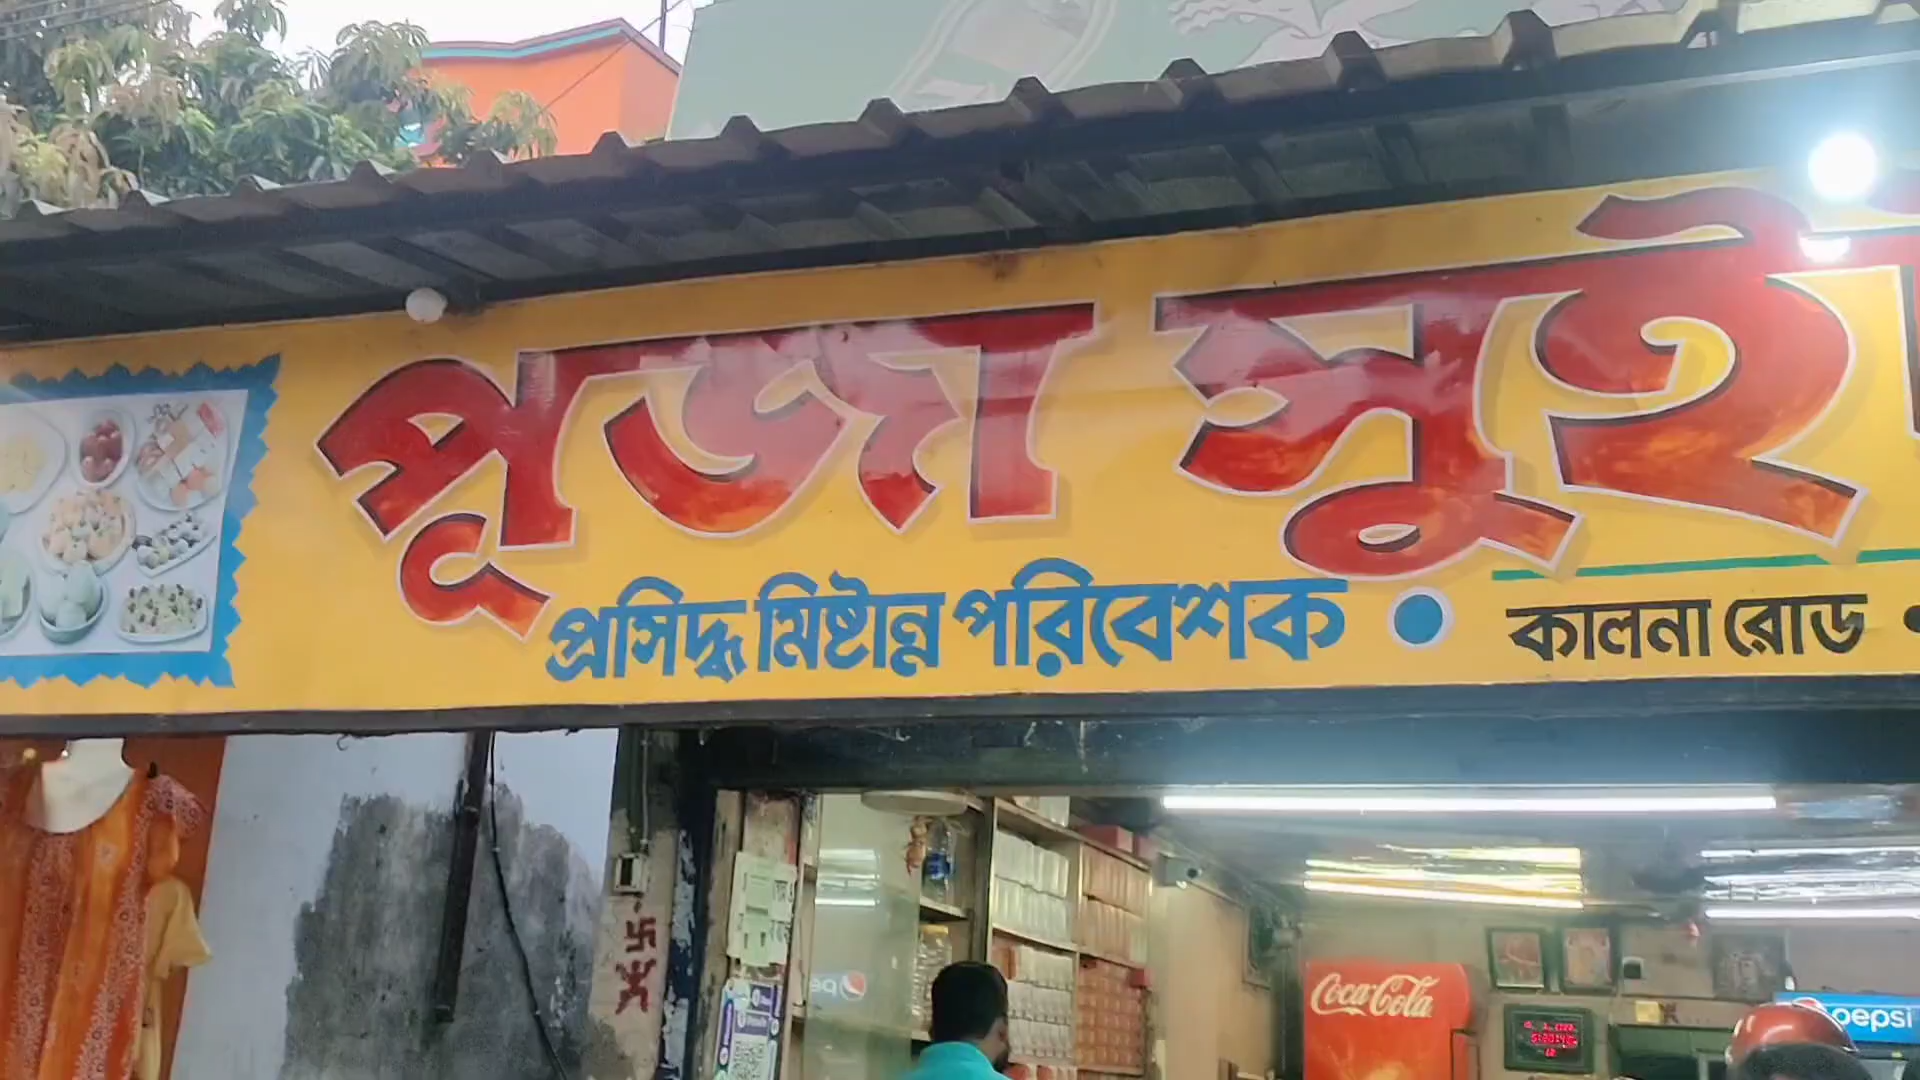 পূজা সুই
প্রসিদ্ধ মিষ্টান্ন পরিবেশক • কালনা রোড •
Coca-Cola
pepsi